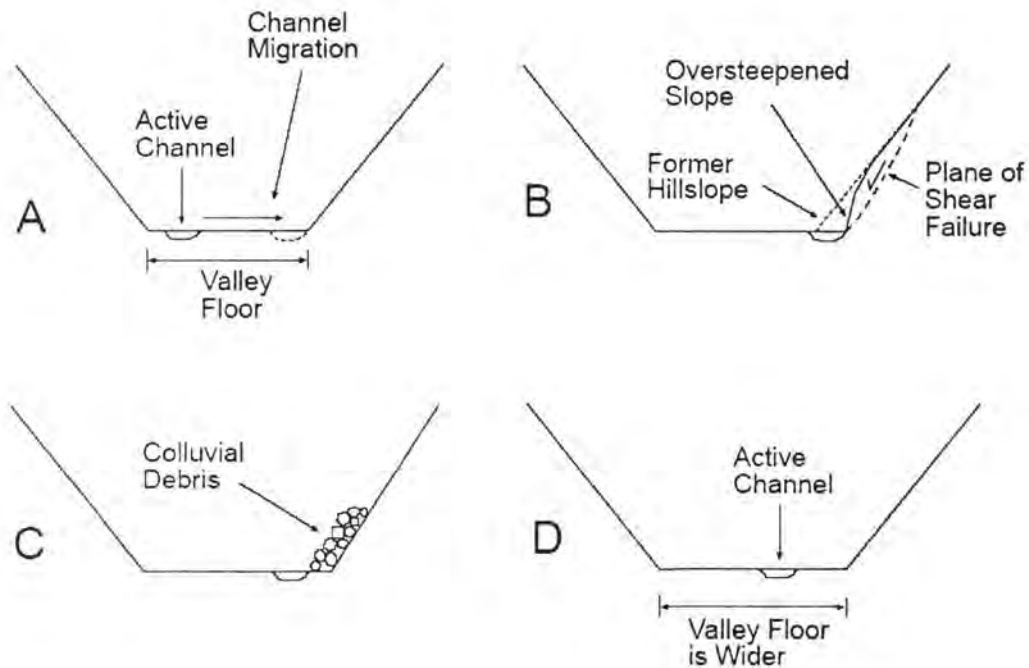 Channel
Migration
Active
Channel
A
Valley
Floor
Oversteepened
Slope
Former
Hillslope
B
Plane of
Shear
Failure
Colluvial
Debris
C
Active
Channel
D
Valley Floor
is Wider